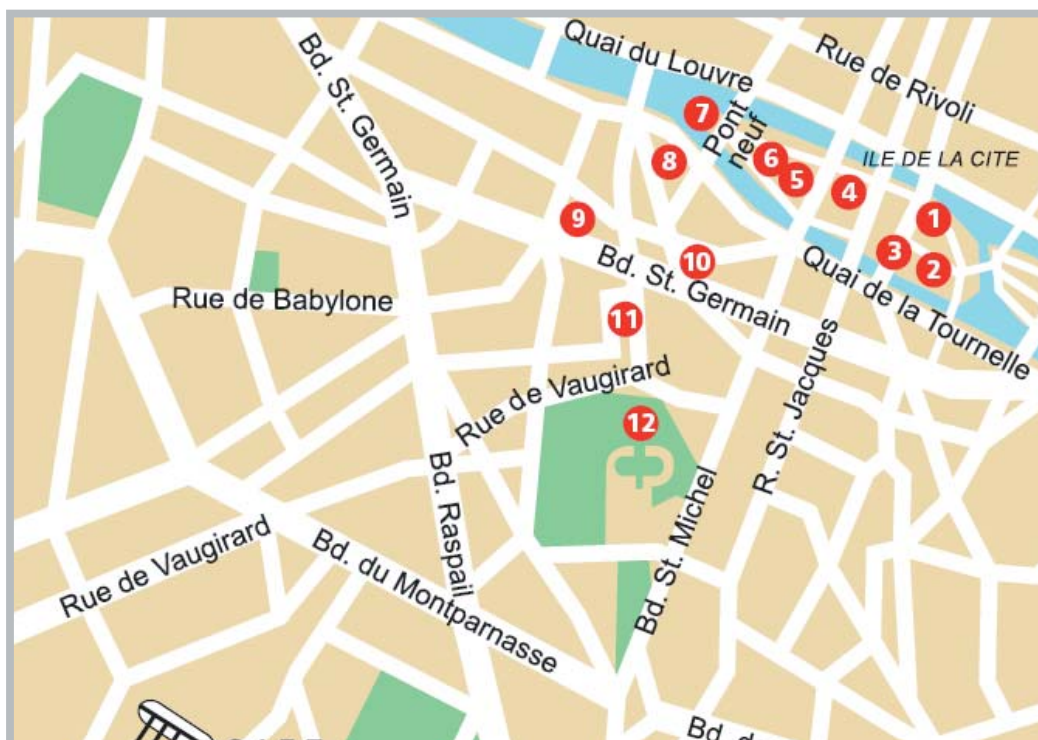 Bd. St. Germain
Quai du Louvre
Rue de Rivoli
Pont
neuf
ILE DE LA CITE
7
8
6
5
4
1
3
2
9
10
Bd. St. Germain
Quai de la Tournelle
Rue de Babylone
11
Rue de Vaugirard
12
R. St. Jacques
Bd. Raspail
Bd. St. Michel
Rue de Vaugirard
Bd. du Montparnasse
Bd.